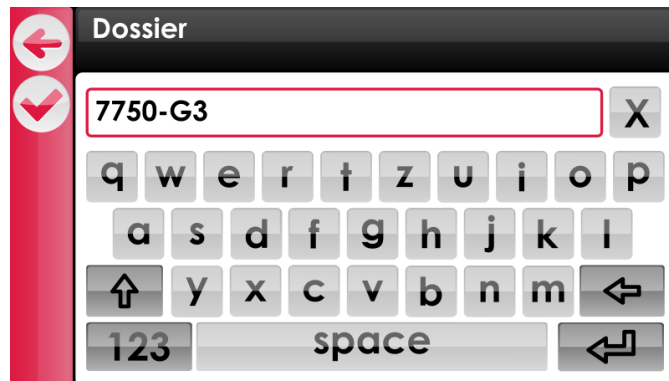 Dossier
7750-G3 X
q w e r t z u i o p
a s d f g h j k l
y x c v b n m
123 space